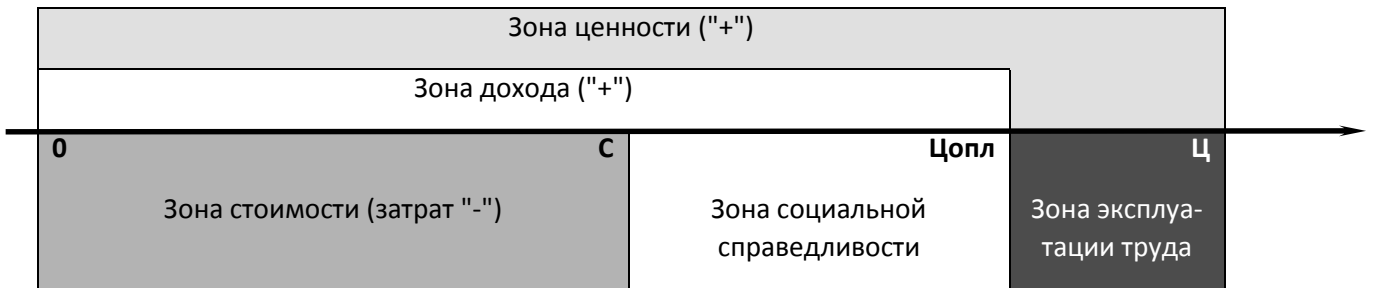 Зона ценности ("+")
Зона дохода ("+")
0 С Цопл Ц
Зона стоимости (затрат "-")
Зона социальной
справедливости
Зона эксплуа-
тации труда